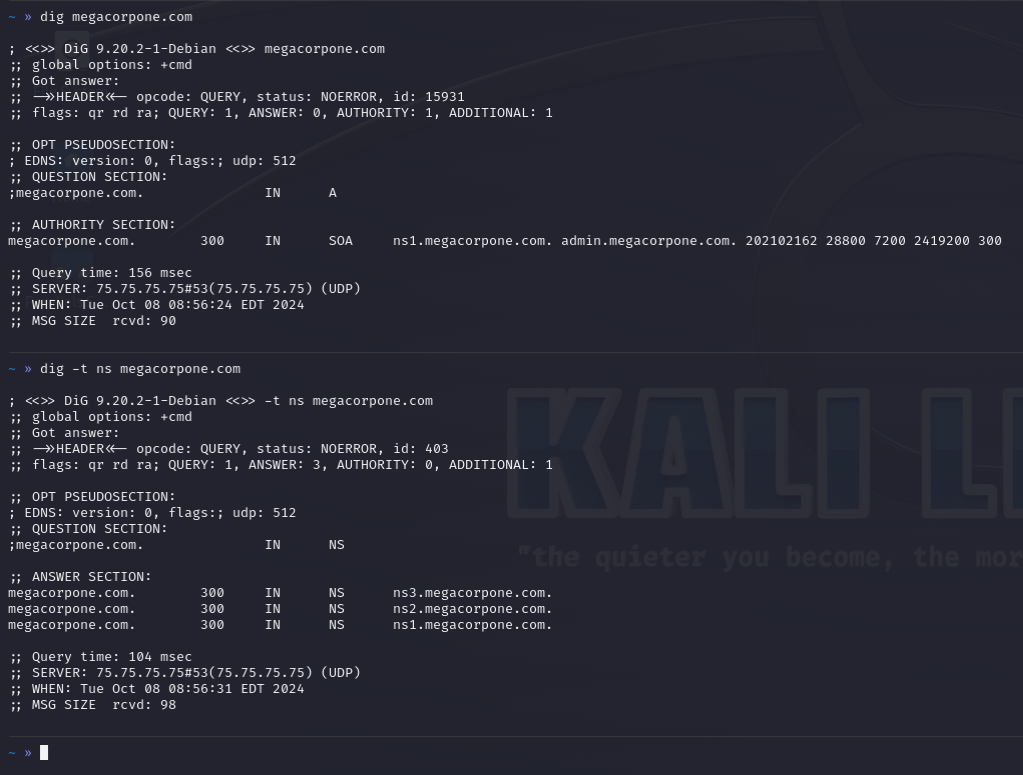 ~ » dig megacorpone.com
; <<>> DiG 9.20.2-1-Debian <<>> megacorpone.com
;; global options: +cmd
;; Got answer:
;; ->>HEADER<<- opcode: QUERY, status: NOERROR, id: 15931
;; flags: qr rd ra; QUERY: 1, ANSWER: 0, AUTHORITY: 1, ADDITIONAL: 1
;; OPT PSEUDOSECTION:
; EDNS: version: 0, flags:; udp: 512
;; QUESTION SECTION:
;megacorpone.com. IN A
;; AUTHORITY SECTION:
megacorpone.com. 300 IN SOA ns1.megacorpone.com. admin.megacorpone.com. 202102162 28800 7200 2419200 300
;; Query time: 156 msec
;; SERVER: 75.75.75.75#53(75.75.75.75) (UDP)
;; WHEN: Tue Oct 08 08:56:24 EDT 2024
;; MSG SIZE  rcvd: 90
~ » dig -t ns megacorpone.com
; <<>> DiG 9.20.2-1-Debian <<>> -t ns megacorpone.com
;; global options: +cmd
;; Got answer:
;; ->>HEADER<<- opcode: QUERY, status: NOERROR, id: 403
;; flags: qr rd ra; QUERY: 1, ANSWER: 3, AUTHORITY: 0, ADDITIONAL: 1
;; OPT PSEUDOSECTION:
; EDNS: version: 0, flags:; udp: 512
;; QUESTION SECTION:
;megacorpone.com. IN NS
;; ANSWER SECTION:
megacorpone.com. 300 IN NS ns3.megacorpone.com.
megacorpone.com. 300 IN NS ns2.megacorpone.com.
megacorpone.com. 300 IN NS ns1.megacorpone.com.
;; Query time: 104 msec
;; SERVER: 75.75.75.75#53(75.75.75.75) (UDP)
;; WHEN: Tue Oct 08 08:56:31 EDT 2024
;; MSG SIZE  rcvd: 98
~ »
KALI LI
"the quieter you become, the mor